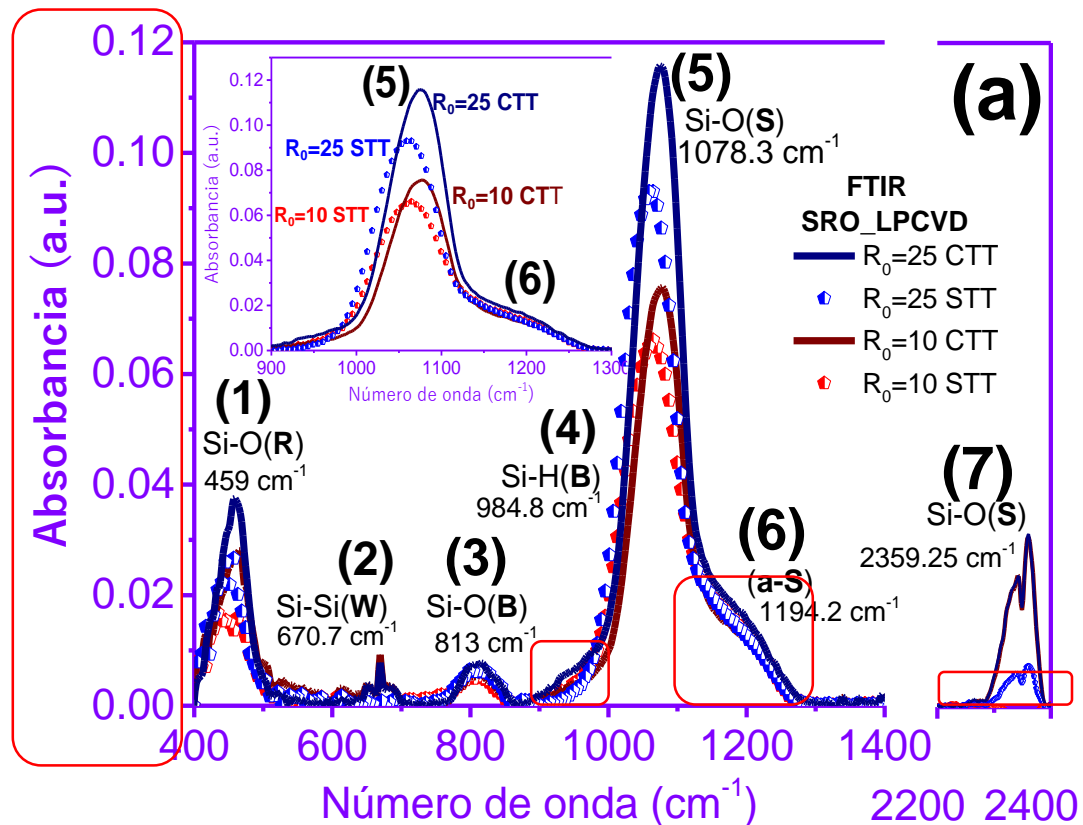 (a)
Absorbancia (a.u.)
0.12
0.10
0.08
0.06
0.04
0.02
0.00
400 600 800 1000 1200 1400
2200 2400
Número de onda (cm-1)
(1)
Si-O(R)
459 cm-1
(2)
Si-Si(W)
670.7 cm-1
(3)
Si-O(B)
813 cm-1
(4)
Si-H(B)
984.8 cm-1
(5)
Si-O(S)
1078.3 cm-1
(6)
(a-S)
1194.2 cm-1
(7)
Si-O(S)
2359.25 cm-1
FTIR
SRO_LPCVD
R0=25 CTT
R0=25 STT
R0=10 CTT
R0=10 STT
Absorbancia (a.u.)
0.12
0.10
0.08
0.06
0.04
0.02
0.00
900 1000 1100 1200 1300
Número de onda (cm-1)
(5)
R0=25 CTT
R0=25 STT
R0=10 CTT
R0=10 STT
(6)